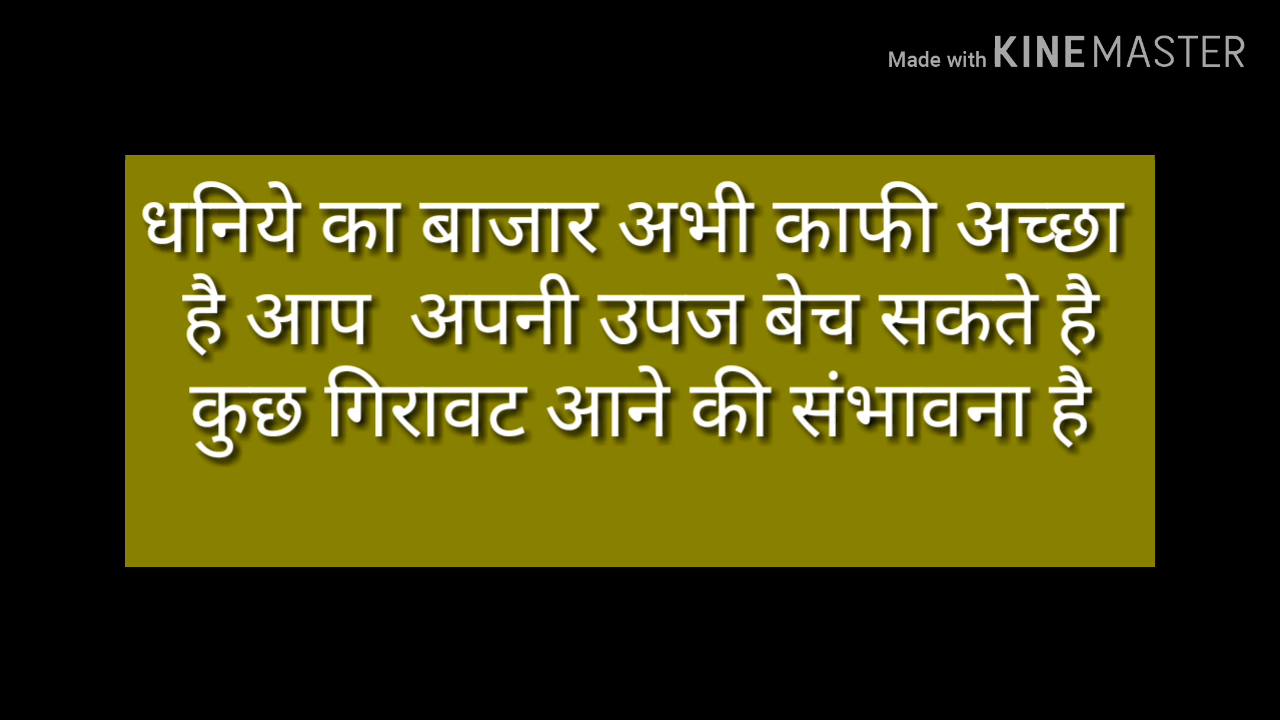 Made with KINEMASTER
धनिये का बाजार अभी काफी अच्छा
है आप  अपनी उपज बेच सकते है
कुछ गिरावट आने की संभावना है